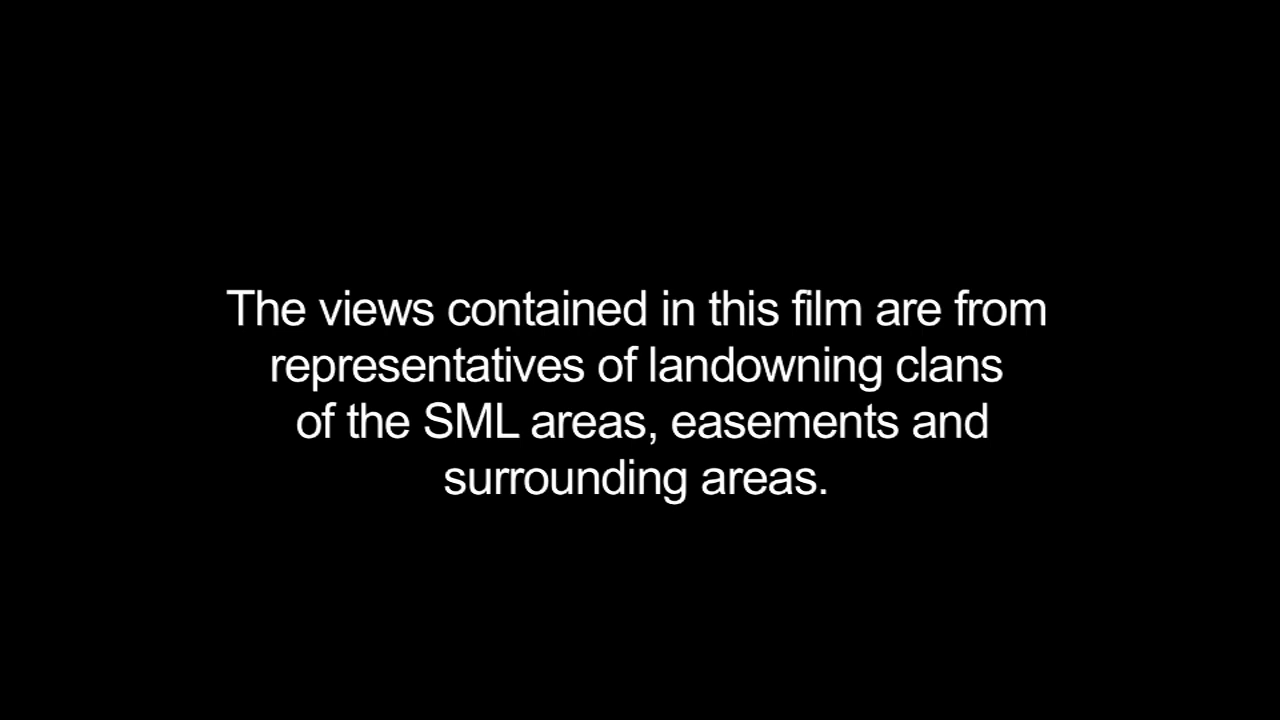 The views contained in this film are from
representatives of landowning clans
of the SML areas, easements and
surrounding areas.